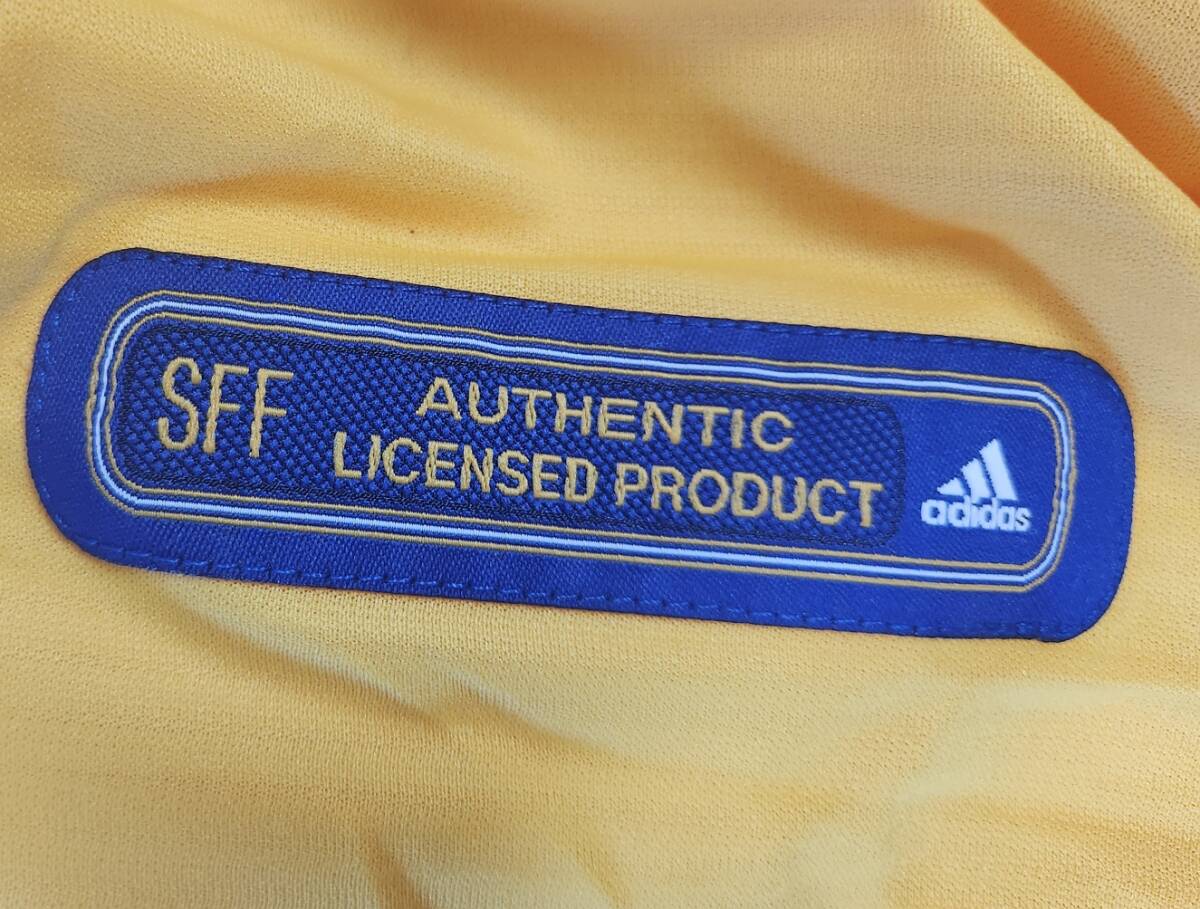 SFF
AUTHENTIC
LICENSED PRODUCT
adidas